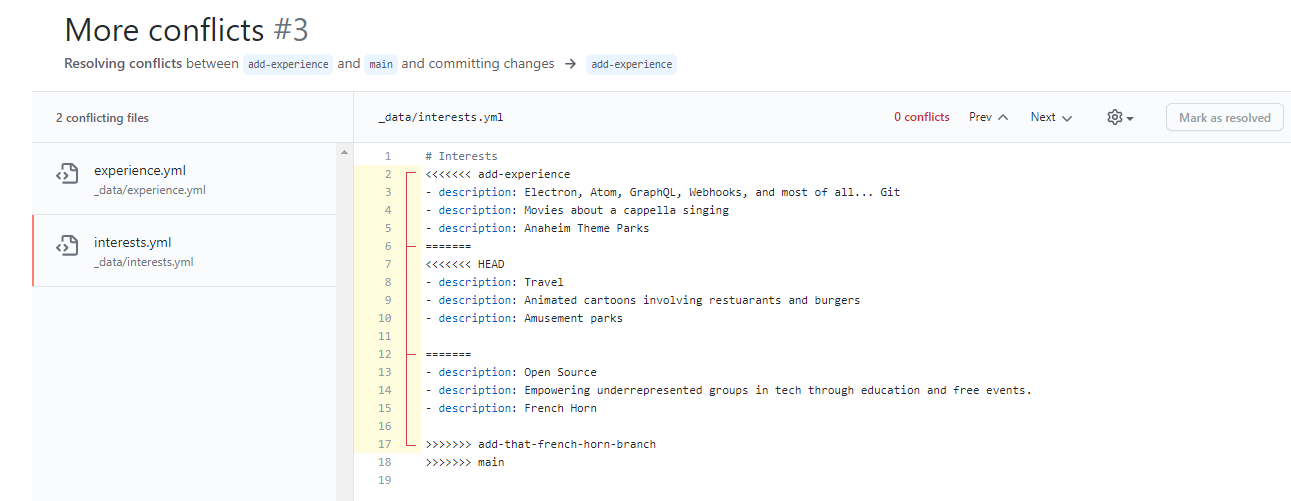 More conflicts #3
Resolving conflicts between add-experience and main and committing changes → add-experience
2 conflicting files
experience.yml
_data/experience.yml
interests.yml
_data/interests.yml
_data/interests.yml 0 conflicts Prev Next Mark as resolved
1 # Interests
2 <<<<<<< add-experience
3 - description: Electron, Atom, GraphQL, Webhooks, and most of all... Git
4 - description: Movies about a cappella singing
5 - description: Anaheim Theme Parks
6 =======
7 <<<<<<< HEAD
8 - description: Travel
9 - description: Animated cartoons involving restuarants and burgers
10 - description: Amusement parks
11
12 =======
13 - description: Open Source
14 - description: Empowering underrepresented groups in tech through education and free events.
15 - description: French Horn
16
17 >>>>>>> add-that-french-horn-branch
18 >>>>>>> main
19